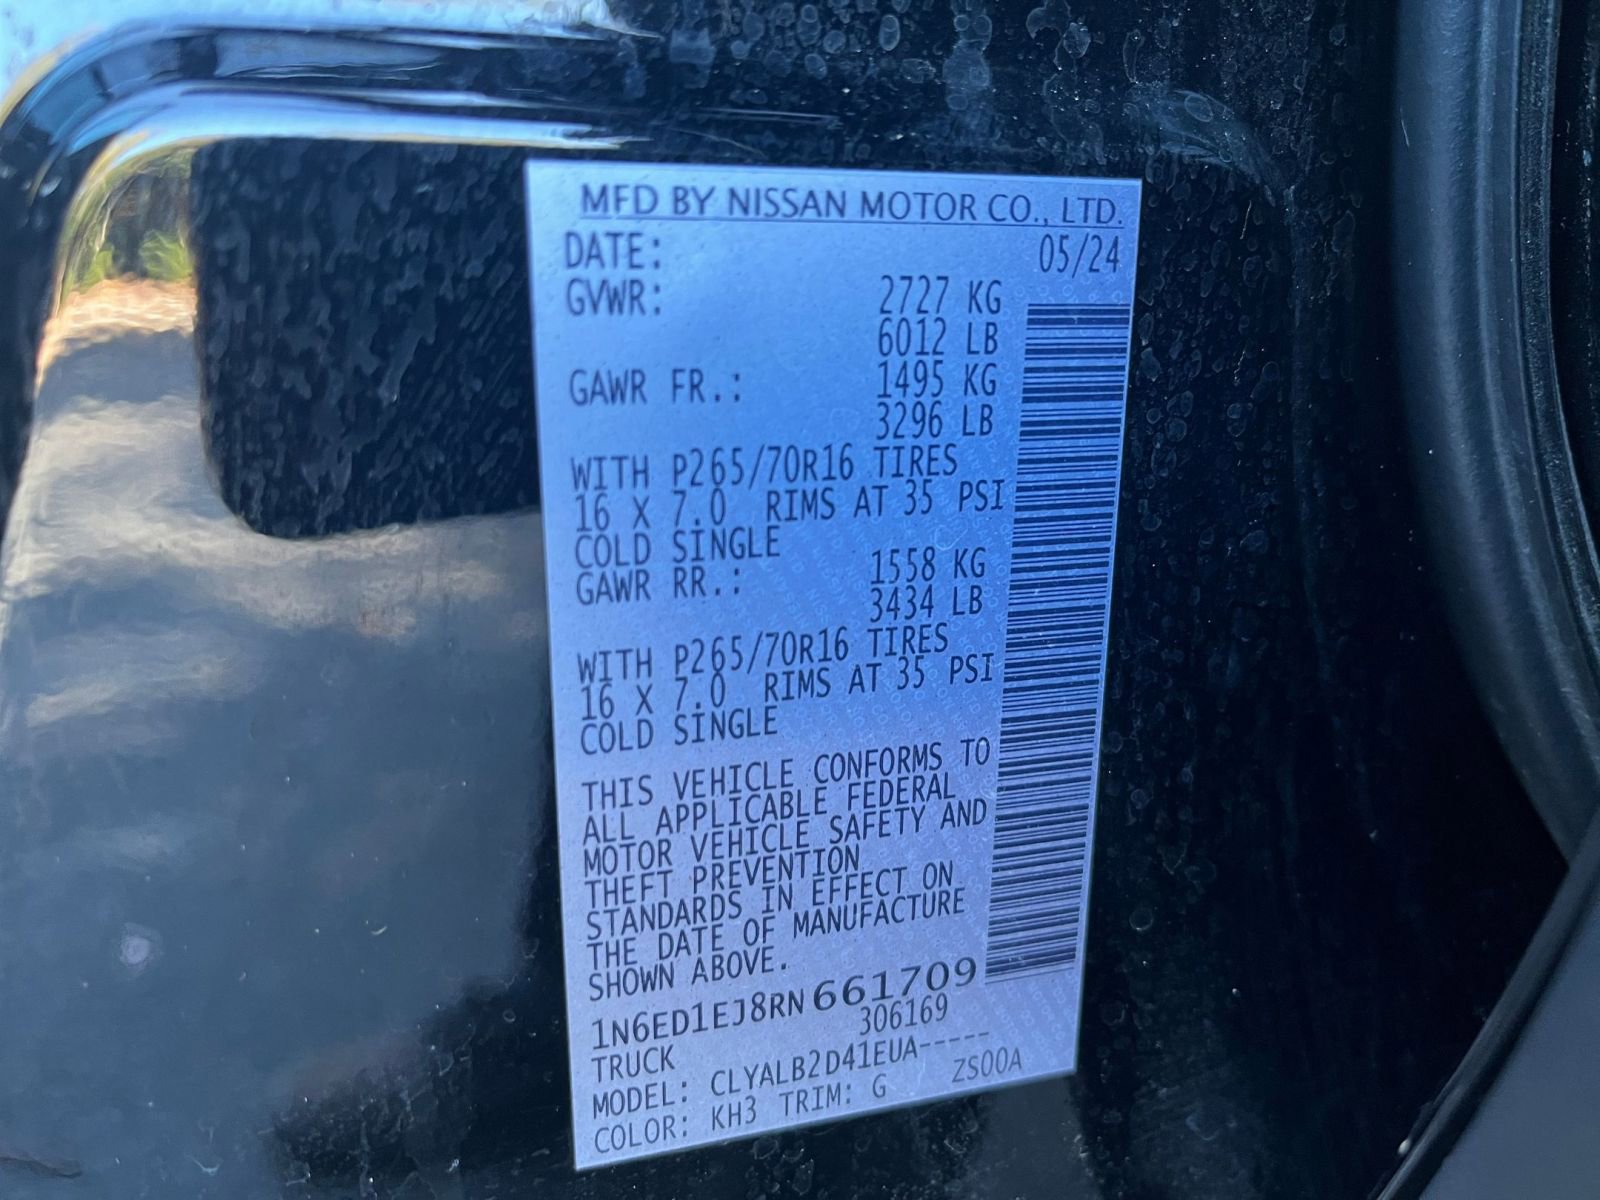 MFD BY NISSAN MOTOR CO., LTD.
DATE: 05/24
GVWR: 2727 KG
6012 LB
GAWR FR.: 1495 KG
3296 LB
WITH P265/70R16 TIRES
16 X 7.0 RIMS AT 35 PSI
COLD SINGLE
GAWR RR.: 1558 KG
3434 LB
WITH P265/70R16 TIRES
16 X 7.0 RIMS AT 35 PSI
COLD SINGLE
THIS VEHICLE CONFORMS TO
ALL APPLICABLE FEDERAL
MOTOR VEHICLE SAFETY AND
THEFT PREVENTION
STANDARDS IN EFFECT ON
THE DATE OF MANUFACTURE
SHOWN ABOVE.
1N6ED1EJ8RN661709
306169
TRUCK
MODEL: CLYALB2D41EUA-----
COLOR: KH3 TRIM: G ZS00A